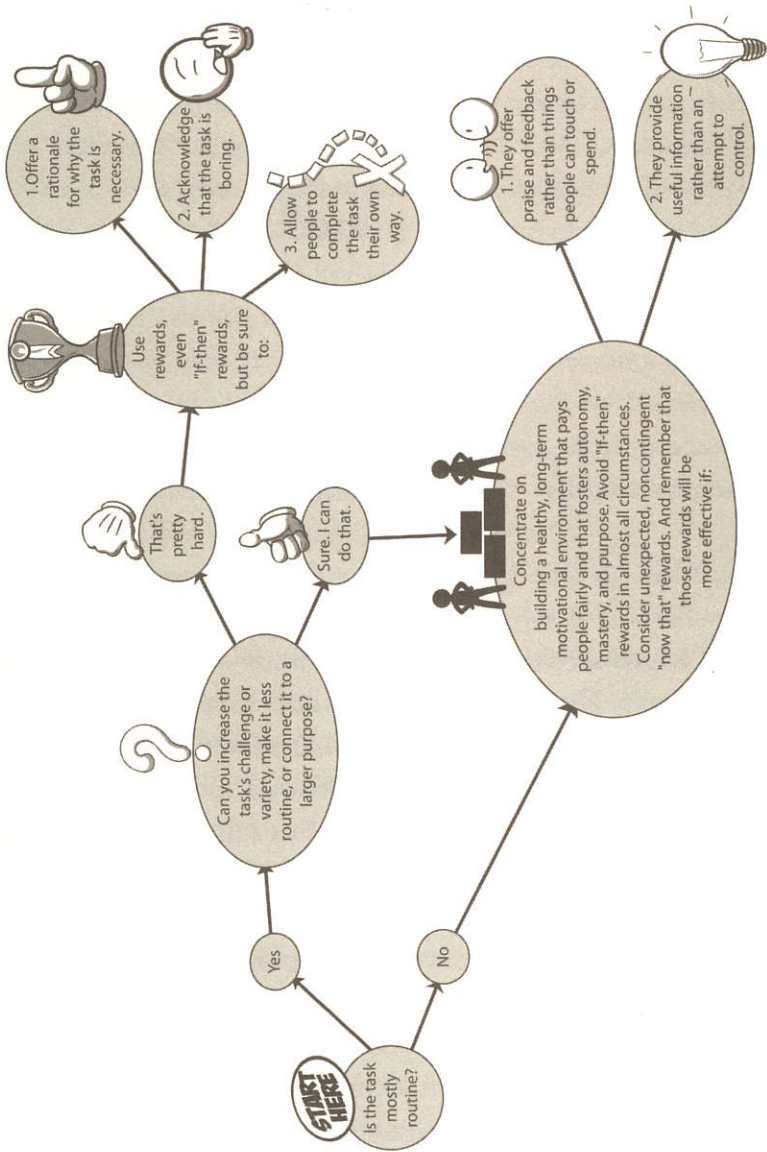 START
HERE
Is the task
mostly
routine?
Yes
No
Can you increase the
task's challenge or
variety, make it less
routine, or connect it to a
larger purpose?
That's
pretty
hard.
Sure. I can
do that.
Use
rewards,
even
"If-then"
rewards,
but be sure
to:
1.Offer a
rationale
for why the
task is
necessary.
2. Acknowledge
that the task is
boring.
3. Allow
people to
complete
the task
their own
way.
Concentrate on
building a healthy, long-term
motivational environment that pays
people fairly and that fosters autonomy,
mastery, and purpose. Avoid "If-then"
rewards in almost all circumstances.
Consider unexpected, noncontingent
"now that" rewards. And remember that
those rewards will be
more effective if:
1. They offer
praise and feedback
rather than things
people can touch or
spend.
2. They provide
useful information
rather than an
attempt to
control.